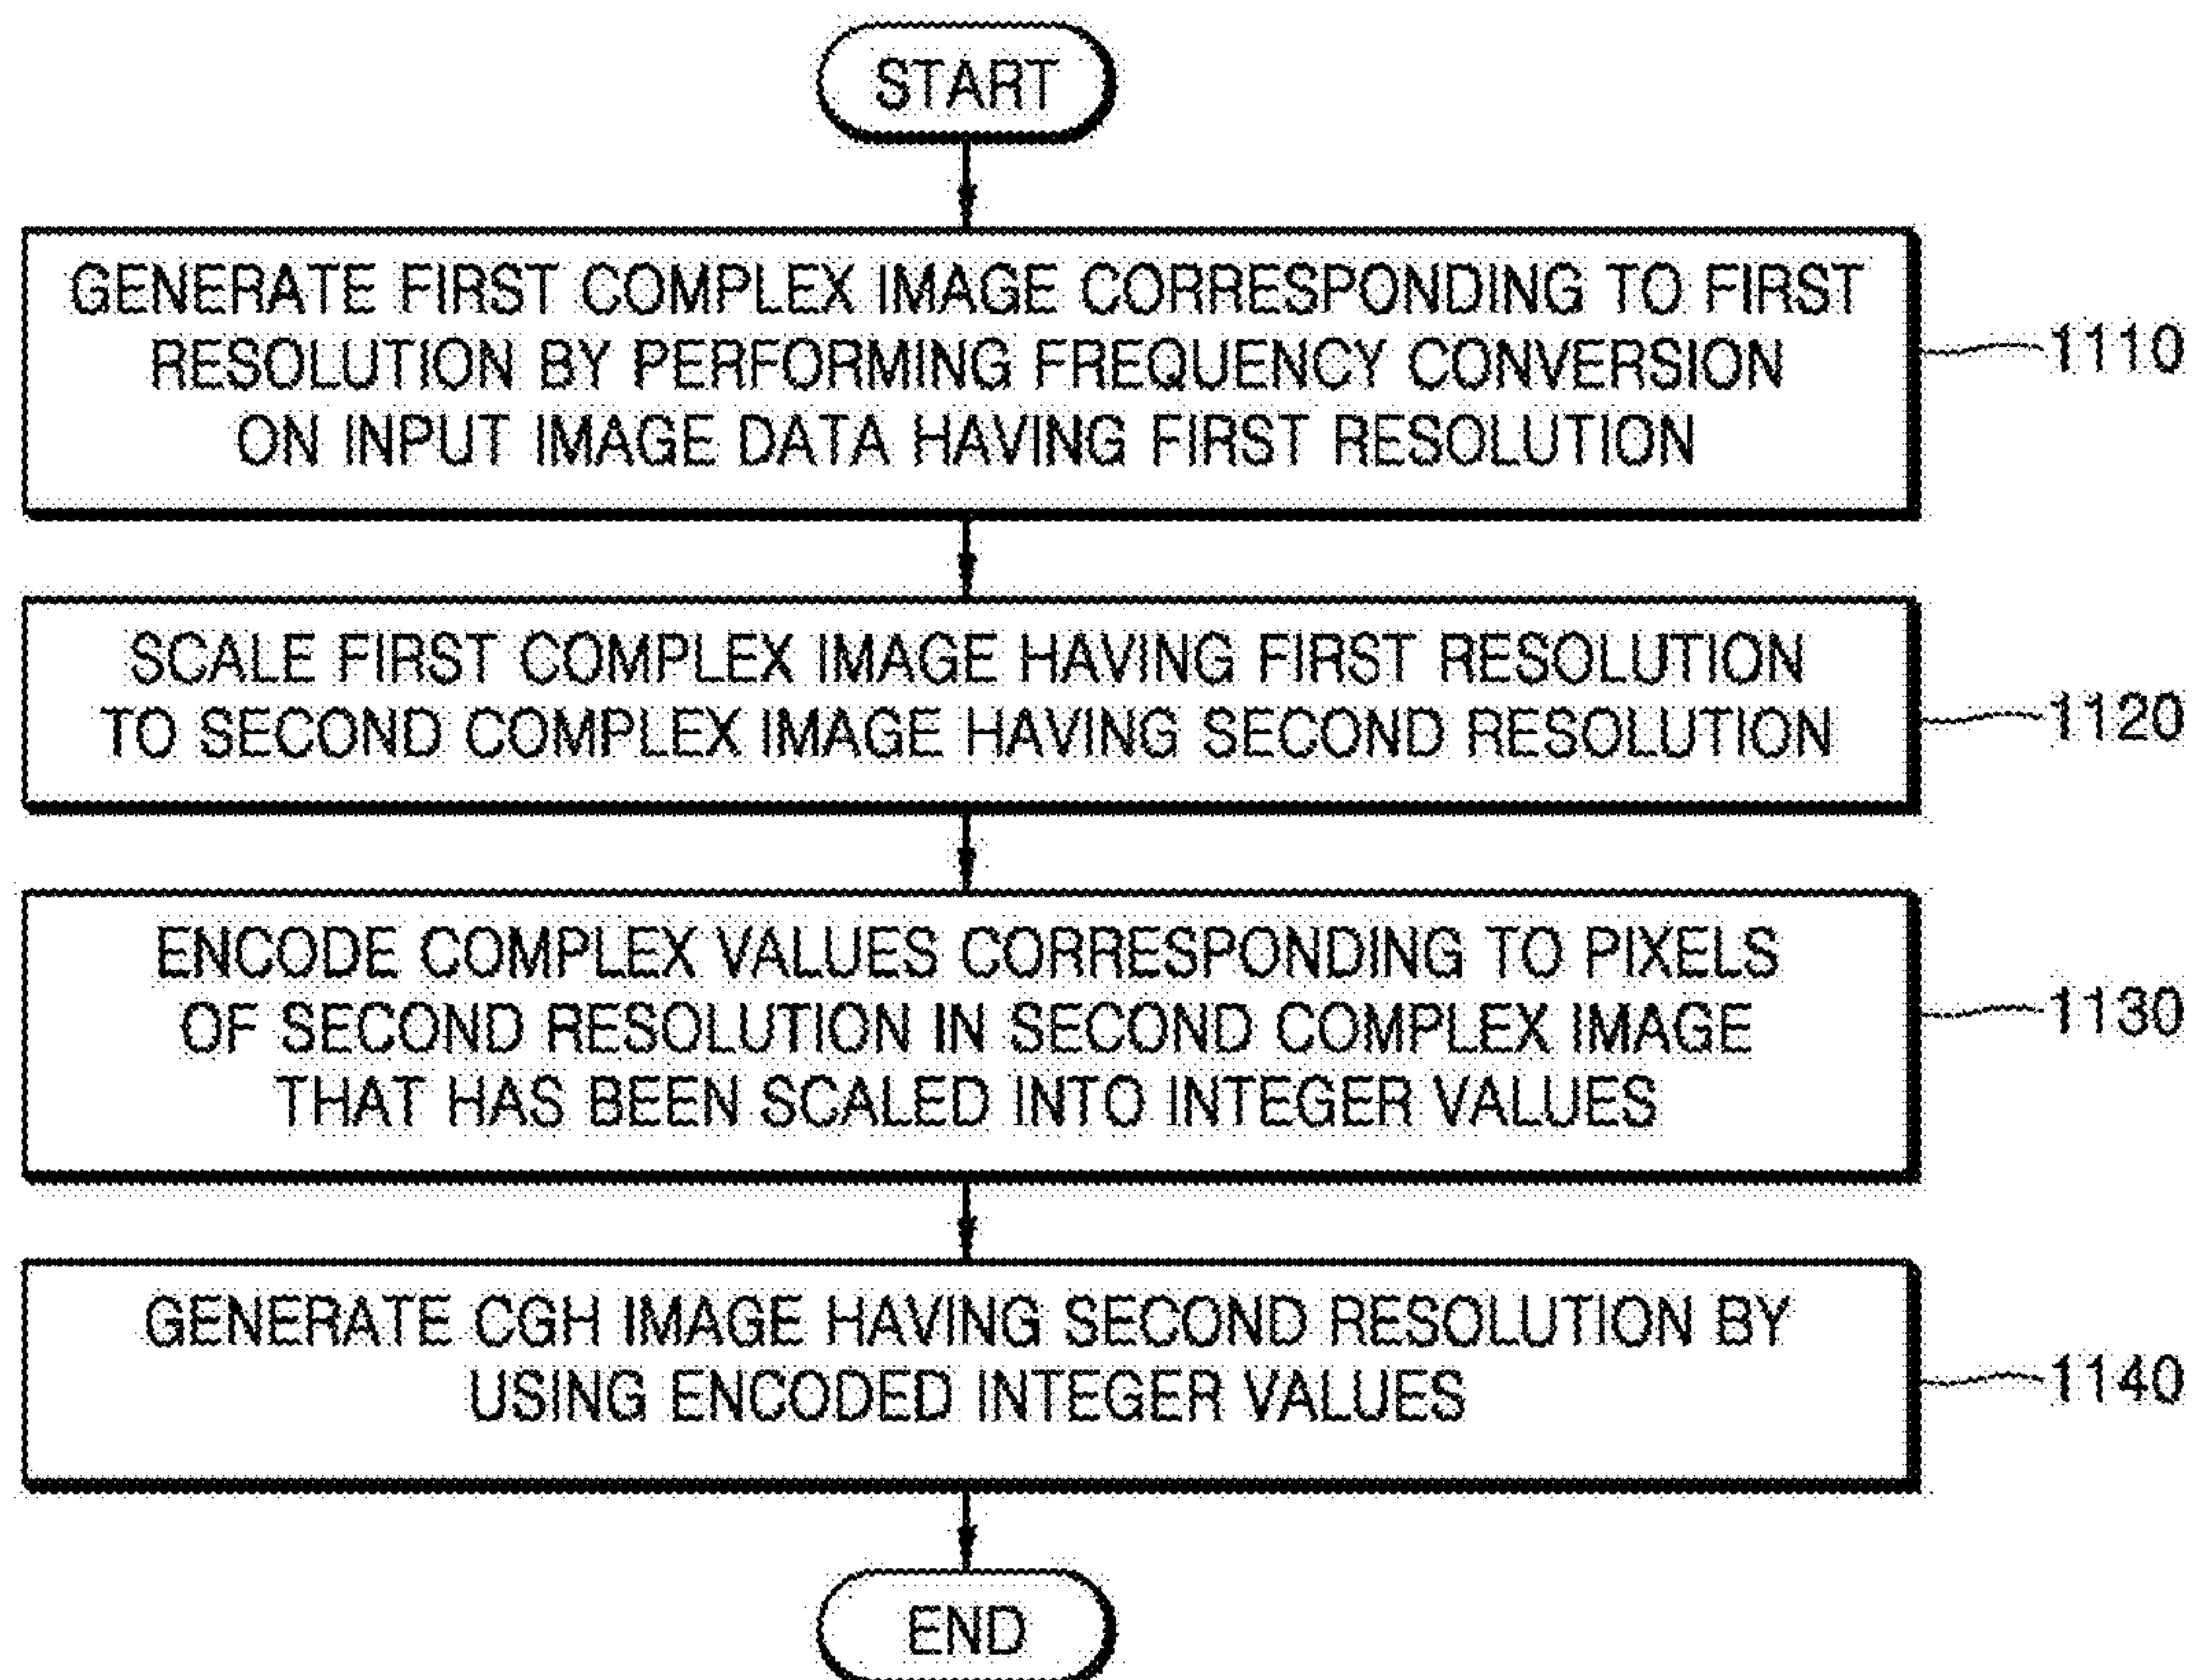 START
GENERATE FIRST COMPLEX IMAGE CORRESPONDING TO FIRST
RESOLUTION BY PERFORMING FREQUENCY CONVERSION
ON INPUT IMAGE DATA HAVING FIRST RESOLUTION
1110
SCALE FIRST COMPLEX IMAGE HAVING FIRST RESOLUTION
TO SECOND COMPLEX IMAGE HAVING SECOND RESOLUTION
1120
ENCODE COMPLEX VALUES CORRESPONDING TO PIXELS
OF SECOND RESOLUTION IN SECOND COMPLEX IMAGE
THAT HAS BEEN SCALED INTO INTEGER VALUES
1130
GENERATE CGH IMAGE HAVING SECOND RESOLUTION BY
USING ENCODED INTEGER VALUES
1140
END